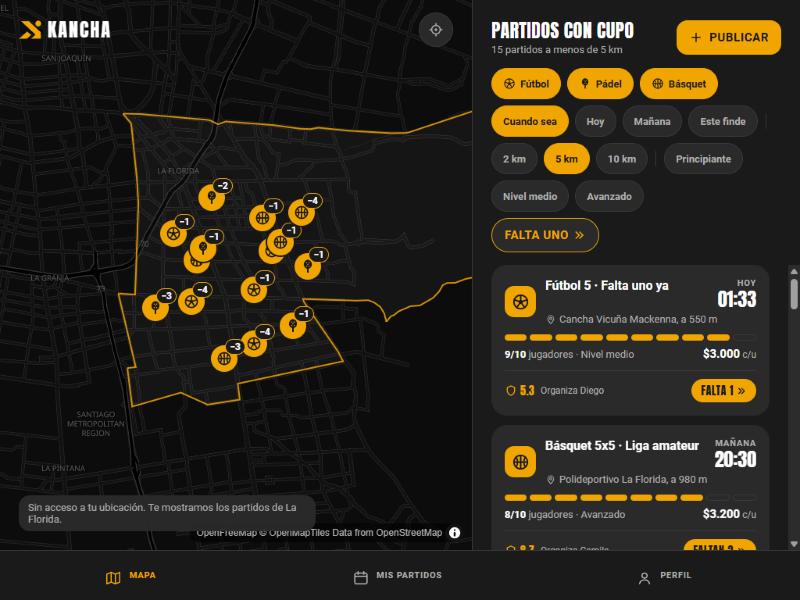 KANCHA
SAN JOAQUÍN
LA FLORIDA
−2
−1
−4
−1
−1
−1
−1
70
LA GRANJA
73
−1
−3
−4
−1
−4
−3
SANTIAGO
METROPOLITAN
REGION
LA PINTANA
Sin acceso a tu ubicación. Te mostramos los partidos de La
Florida.
OpenFreeMap © OpenMapTiles Data from OpenStreetMap
PARTIDOS CON CUPO
15 partidos a menos de 5 km
+ PUBLICAR
Fútbol Pádel Básquet
Cuando sea Hoy Mañana Este finde
2 km 5 km 10 km Principiante
Nivel medio Avanzado
FALTA UNO »
Fútbol 5 · Falta uno ya HOY
01:33
Cancha Vicuña Mackenna, a 550 m
9/10 jugadores · Nivel medio $3.000 c/u
5.3 Organiza Diego FALTA 1 »
Básquet 5x5 · Liga amateur MAÑANA
20:30
Polideportivo La Florida, a 980 m
8/10 jugadores · Avanzado $3.200 c/u
MAPA MIS PARTIDOS PERFIL